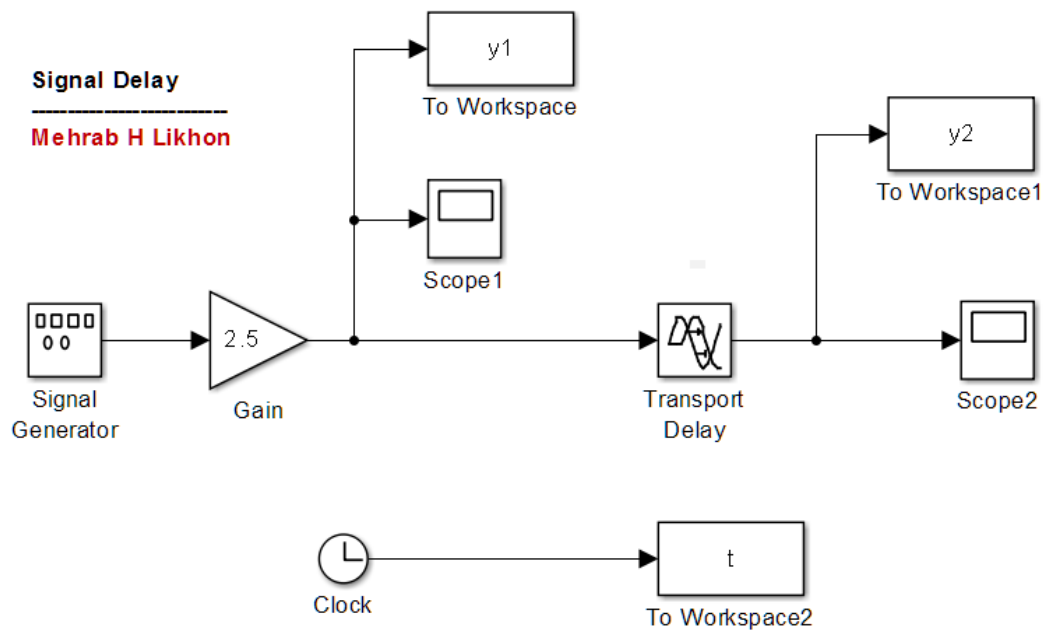 Signal Delay
---------------------------
Mehrab H Likhon
y1
To Workspace
y2
To Workspace1
Scope1
2.5
Signal
Generator
Gain
Transport
Delay
Scope2
t
Clock
To Workspace2